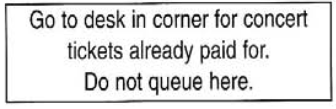 Go to desk in corner for concert
tickets already paid for.
Do not queue here.